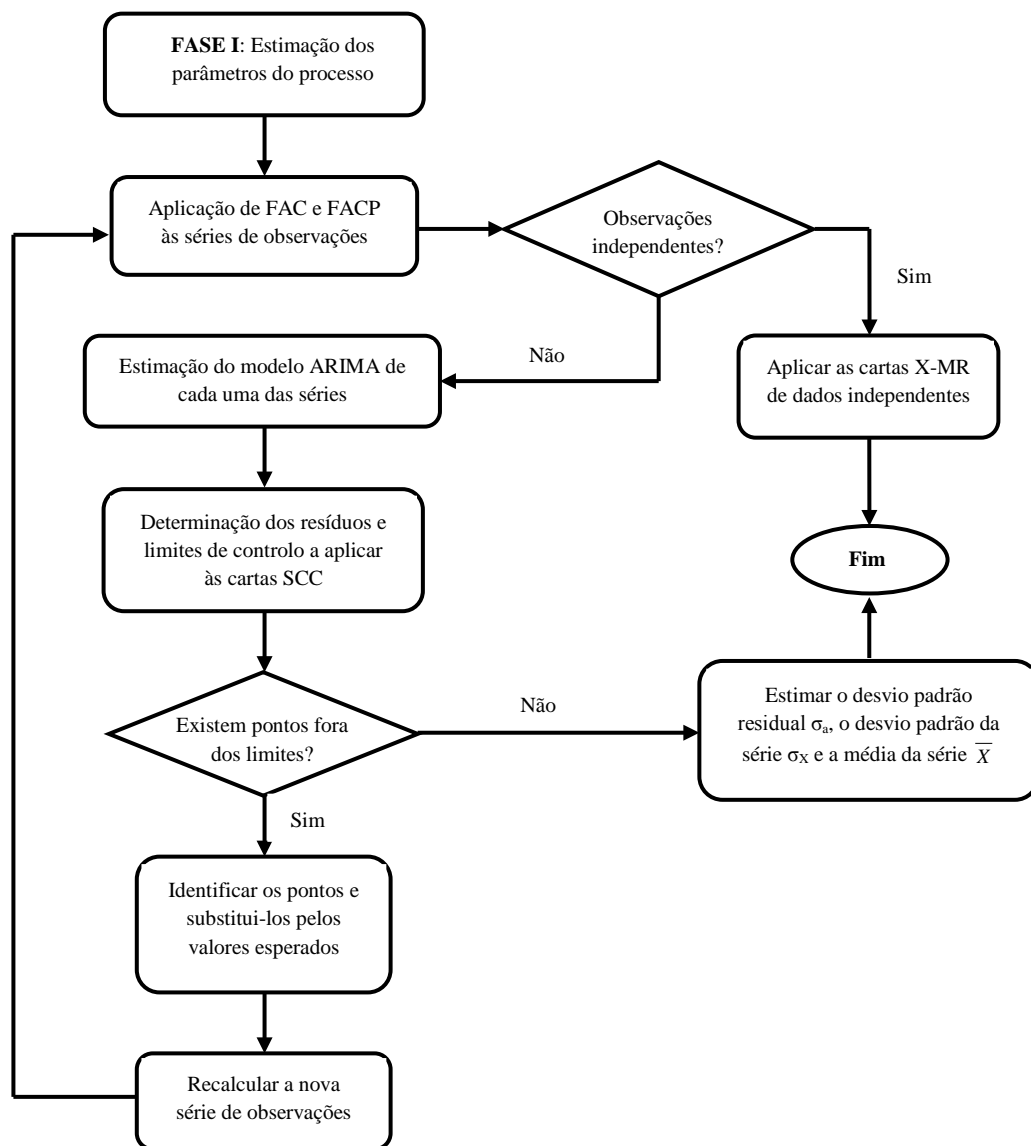 FASE I: Estimação dos
parâmetros do processo
Aplicação de FAC e FACP
às séries de observações
Observações
independentes?
Sim
Não
Estimação do modelo ARIMA de
cada uma das séries
Aplicar as cartas X-MR
de dados independentes
Determinação dos resíduos e
limites de controlo a aplicar
às cartas SCC
Fim
Existem pontos fora
dos limites?
Não
Estimar o desvio padrão
residual σa, o desvio padrão da
série σX e a média da série X̅
Sim
Identificar os pontos e
substitui-los pelos
valores esperados
Recalcular a nova
série de observações